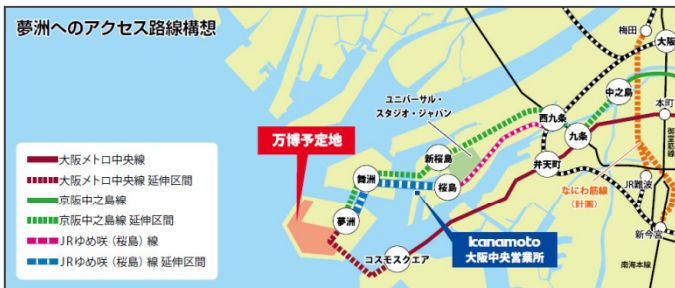 夢洲へのアクセス路線構想
梅田
大阪
中之島
本町
御堂筋線
ユニバーサル・
スタジオ・ジャパン
西九条
九条
万博予定地
新桜島
弁天町
舞洲
桜島
なにわ筋線
(計画)
JR難波
夢洲
kanamoto
大阪中央営業所
新今宮
コスモスクエア
南海本線
大阪メトロ中央線
大阪メトロ中央線 延伸区間
京阪中之島線
京阪中之島線 延伸区間
JRゆめ咲(桜島)線
JRゆめ咲(桜島)線 延伸区間